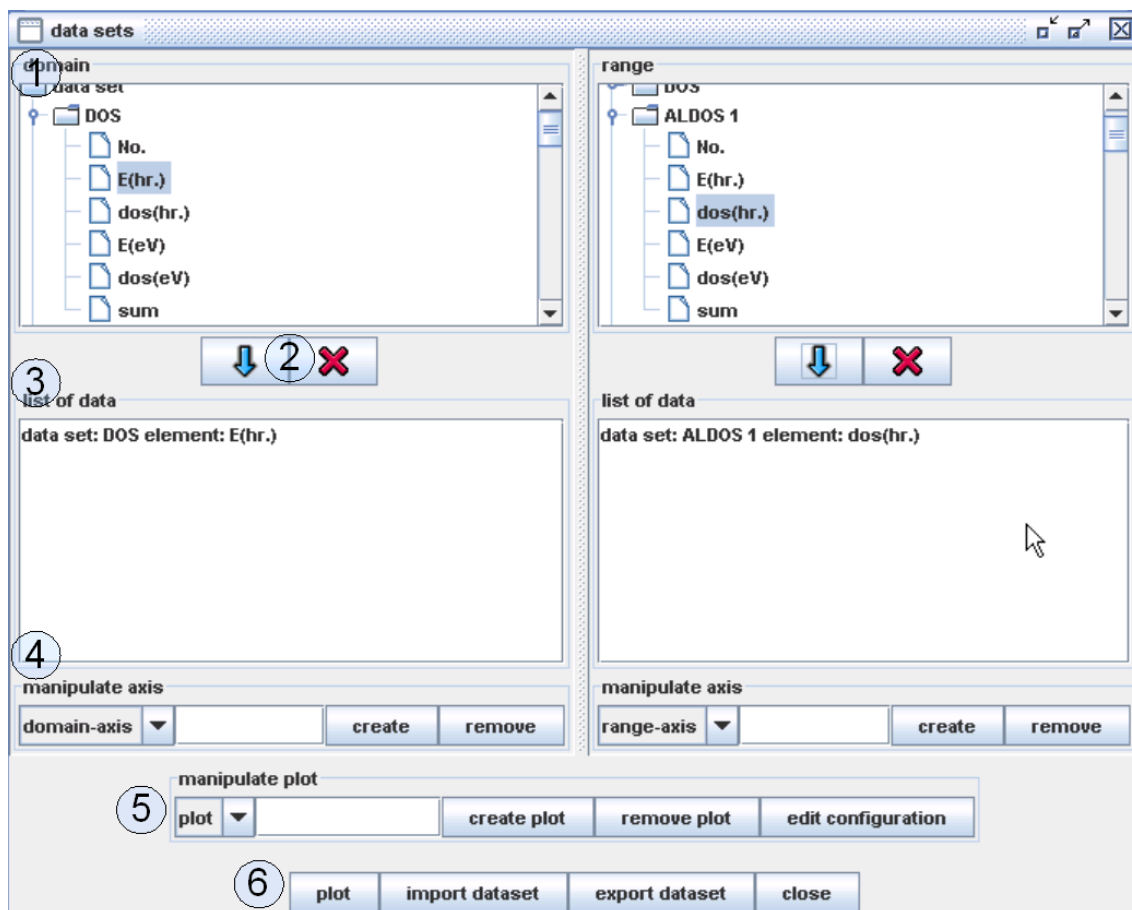 data sets
1
domain
data set
DOS
No.
E(hr.)
dos(hr.)
E(eV)
dos(eV)
sum
2
3
list of data
data set: DOS element: E(hr.)
4
manipulate axis
domain-axis
create
remove
range
DOS
ALDOS 1
No.
E(hr.)
dos(hr.)
E(eV)
dos(eV)
sum
list of data
data set: ALDOS 1 element: dos(hr.)
manipulate axis
range-axis
create
remove
manipulate plot
5
plot
create plot
remove plot
edit configuration
6
plot
import dataset
export dataset
close